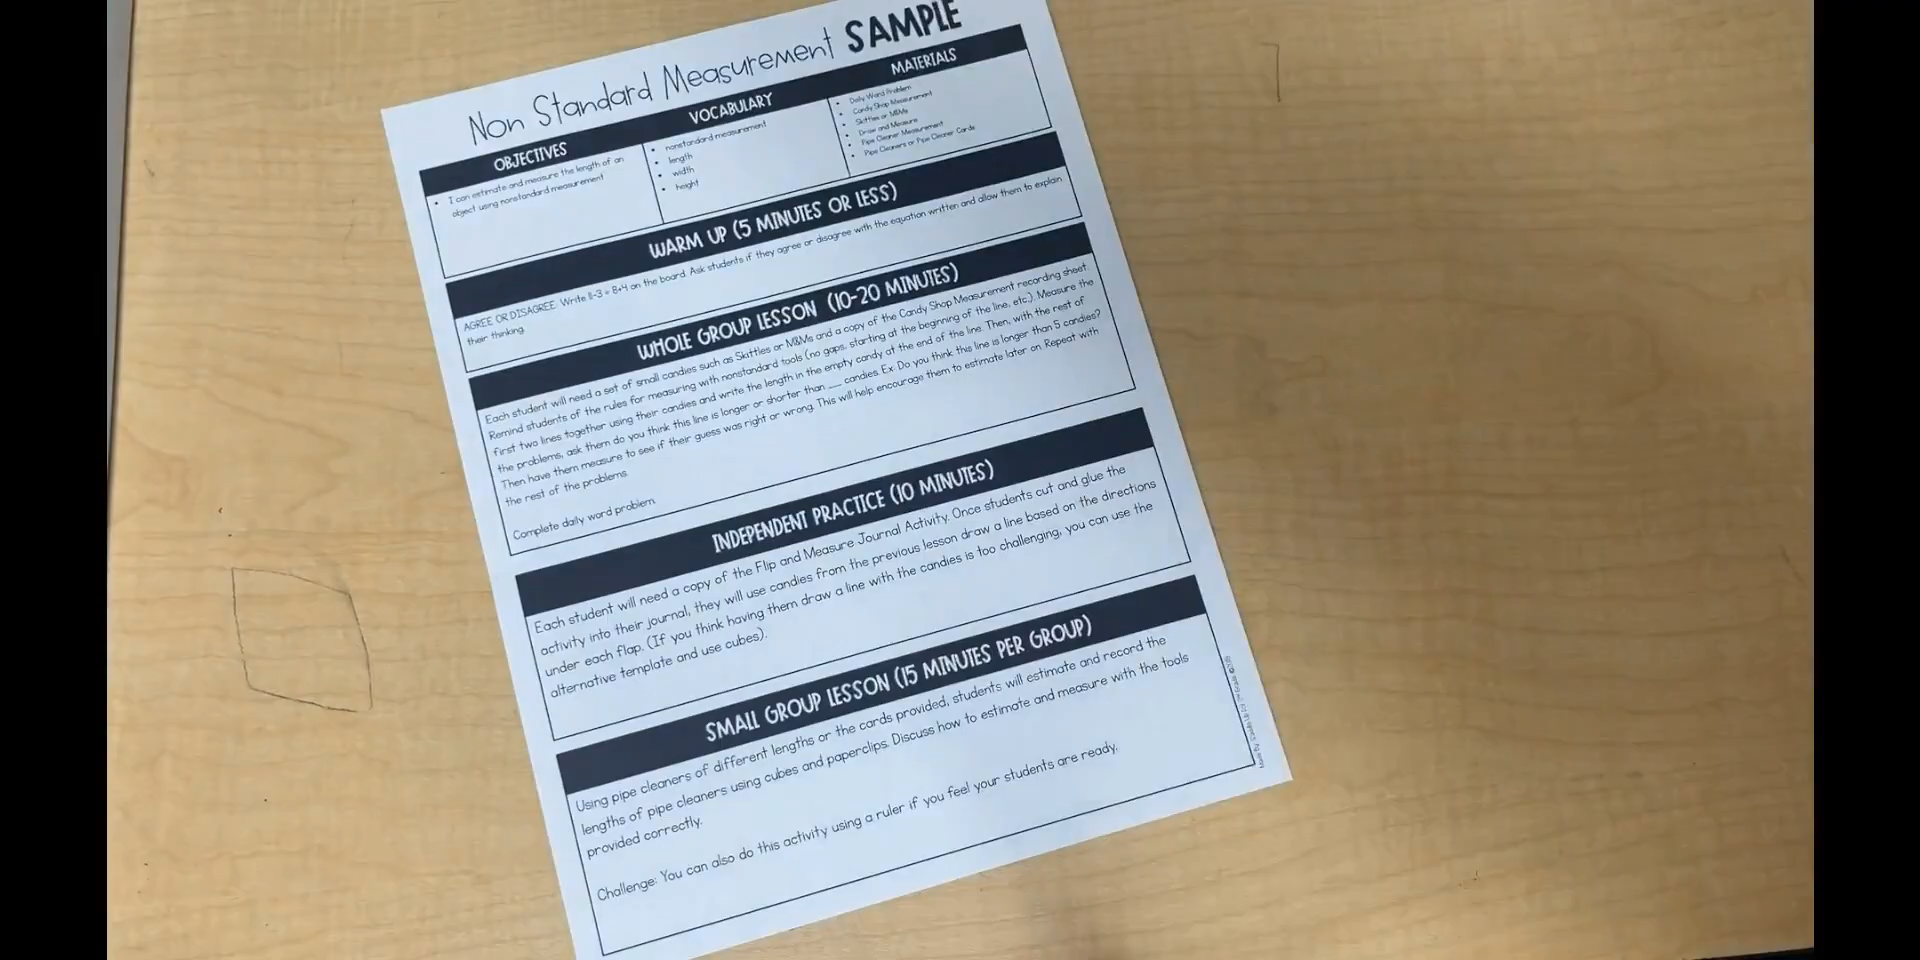 Non Standard Measurement SAMPLE
OBJECTIVES
• I can estimate and measure the length of an
object using nonstandard measurement
VOCABULARY
• nonstandard measurement
• length
• width
• height
MATERIALS
• Daily Word Problem
• Candy Shop Measurement
• Skittles or M&Ms
• Draw and Measure
• Pipe Cleaner Measurement
• Pipe Cleaners or Pipe Cleaner Cards
WARM UP (5 MINUTES OR LESS)
AGREE OR DISAGREE: Write 11-3 = 8+4 on the board. Ask students if they agree or disagree with the equation written and allow them to explain
their thinking.
WHOLE GROUP LESSON (10-20 MINUTES)
Each student will need a set of small candies such as Skittles or M&Ms and a copy of the Candy Shop Measurement recording sheet.
Remind students of the rules for measuring with nonstandard tools (no gaps, starting at the beginning of the line, etc.). Measure the
first two lines together using their candies and write the length in the empty candy at the end of the line. Then, with the rest of
the problems, ask them do you think this line is longer or shorter than ___ candies. Ex: Do you think this line is longer than 5 candies?
Then have them measure to see if their guess was right or wrong. This will help encourage them to estimate later on. Repeat with
the rest of the problems.
Complete daily word problem.
INDEPENDENT PRACTICE (10 MINUTES)
Each student will need a copy of the Flip and Measure Journal Activity. Once students cut and glue the
activity into their journal, they will use candies from the previous lesson draw a line based on the directions
under each flap. (If you think having them draw a line with the candies is too challenging, you can use the
alternative template and use cubes).
SMALL GROUP LESSON (15 MINUTES PER GROUP)
Using pipe cleaners of different lengths or the cards provided, students will estimate and record the
lengths of pipe cleaners using cubes and paperclips. Discuss how to estimate and measure with the tools
provided correctly.
Challenge: You can also do this activity using a ruler if you feel your students are ready.